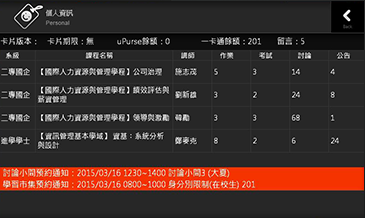 個人資訊
Personal
Back
卡片版本： 卡片期限：無 uPurse餘額：0 一卡通餘額：201 留言：5
系級 課程名稱 講師 作業 考試 討論 公告
二專國企 【國際人力資源與管理學程】公司治理 施志茂 5 3 14 4
二專國企 【國際人力資源與管理學程】績效評估與
薪資管理 劉新雄 3 2 24 8
二專國企 【國際人力資源與管理學程】領導與激勵 韓勵 3 3 68 1
進學學士 【資訊管理基本學域】 資基：系統分析
與設計 鄭麥克 8 2 6 24
討論小間預約通知：2015/03/16 1230~1400 討論小間3 (大夏)
學習市集預約通知：2015/03/16 0800~1000 身分別限制(在校生) 201